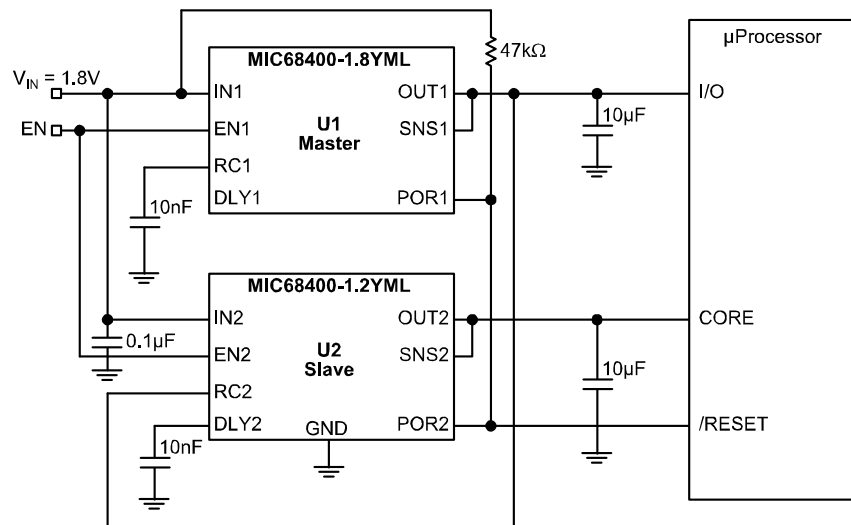 µProcessor
MIC68400-1.8YML
47kΩ
VIN = 1.8V
IN1
OUT1
I/O
EN
EN1
U1
Master
SNS1
10µF
RC1
DLY1
POR1
10nF
MIC68400-1.2YML
IN2
OUT2
CORE
0.1µF
EN2
U2
Slave
SNS2
10µF
RC2
DLY2
GND
POR2
/RESET
10nF